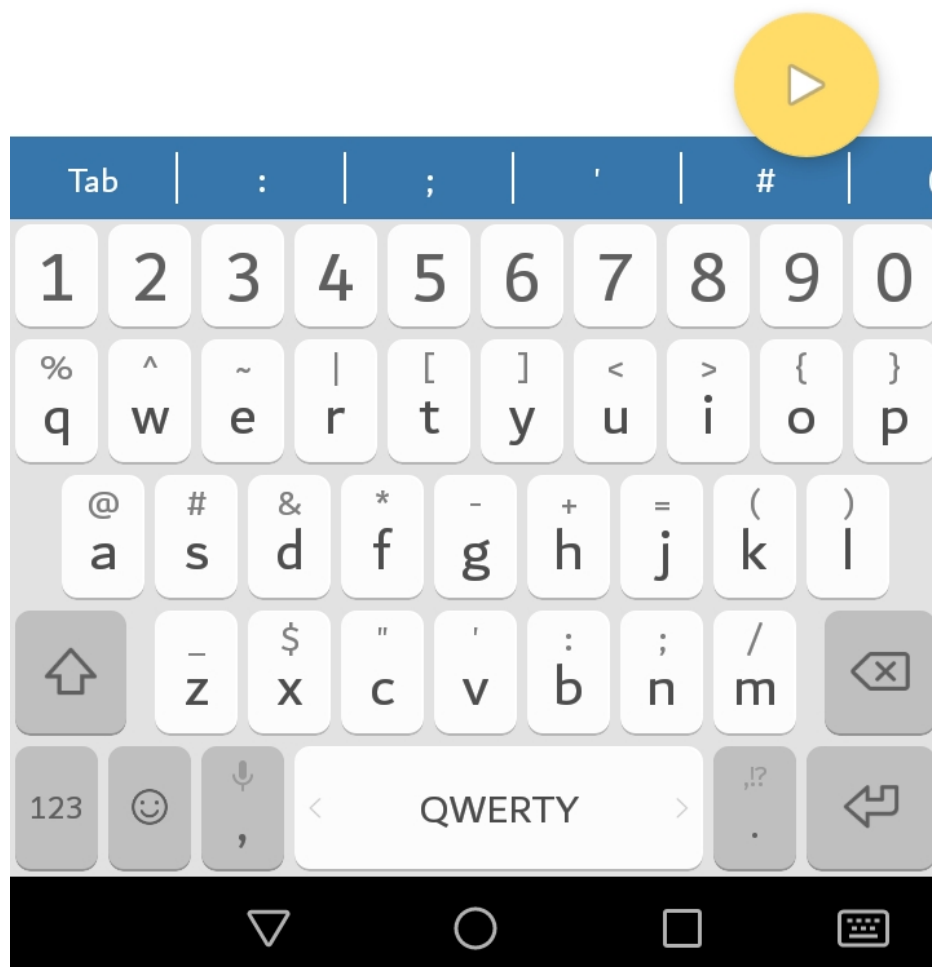 Tab : ; ' #
1 2 3 4 5 6 7 8 9 0
% ^ ~ | [ ] < > { }
q w e r t y u i o p
@ # & * - + = ( )
a s d f g h j k l
_ $ " ' : ; /
z x c v b n m
,!?
123 , QWERTY .